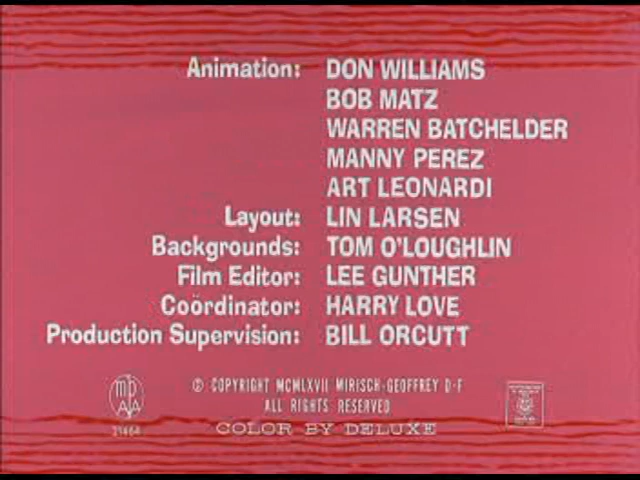 Animation: DON WILLIAMS
BOB MATZ
WARREN BATCHELDER
MANNY PEREZ
ART LEONARDI
Layout: LIN LARSEN
Backgrounds: TOM O'LOUGHLIN
Film Editor: LEE GUNTHER
Coördinator: HARRY LOVE
Production Supervision: BILL ORCUTT
© COPYRIGHT MCMLXVII MIRISCH-GEOFFREY D-F
ALL RIGHTS RESERVED
COLOR BY DELUXE